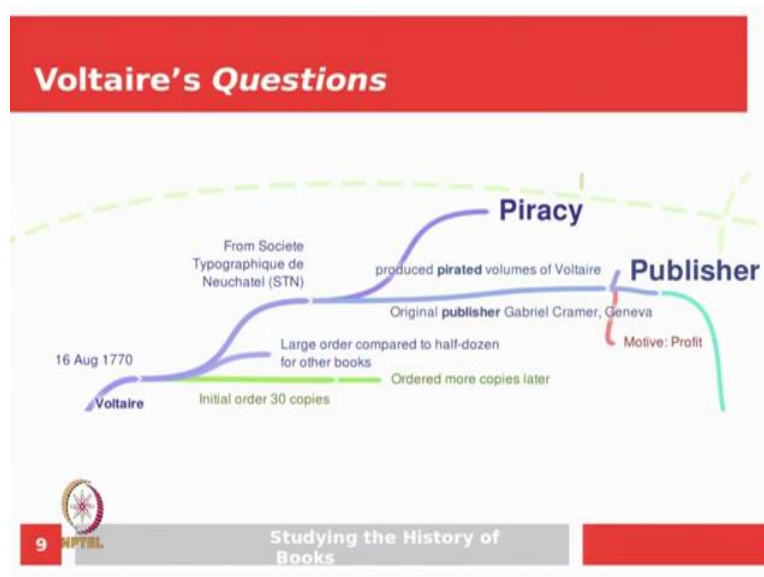 Voltaire's Questions
Piracy
From Societe
Typographique de
Neuchatel (STN)
produced pirated volumes of Voltaire
Publisher
Original publisher Gabriel Cramer, Geneva
Motive: Profit
Large order compared to half-dozen
for other books
16 Aug 1770
Ordered more copies later
Initial order 30 copies
Voltaire
9
NPTEL
Studying the History of
Books